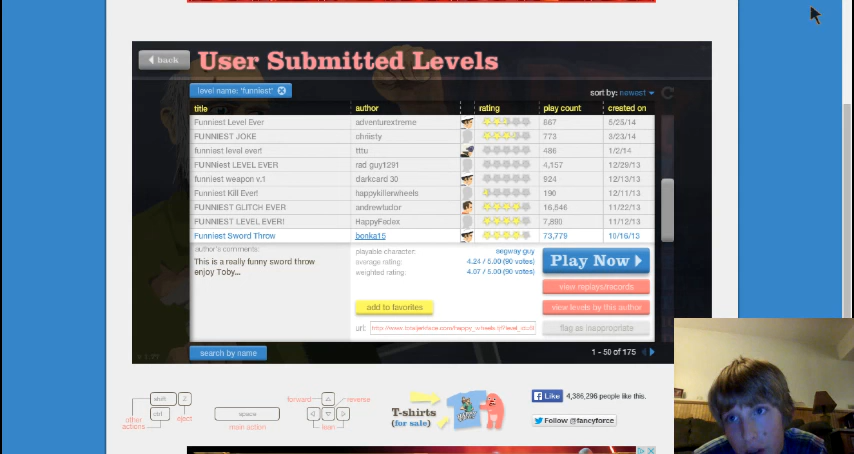 back
User Submitted Levels
level name: 'funniest'
sort by: newest
title author rating play count created on
Funniest Level Ever adventurextreme 867 5/25/14
FUNNIEST JOKE chriisty 773 3/23/14
funniest level ever! tttu 486 1/2/14
FUNNIEST LEVEL EVER rad guy1291 4,157 12/29/13
funniest weapon v.1 darkcard 30 924 12/13/13
Funniest Kill Ever! happykillerwheels 190 12/11/13
FUNNIEST GLITCH EVER andrewtudor 16,546 11/22/13
FUNNIEST LEVEL EVER! HappyFedex 11/12/13
Funniest Sword Throw bonka15 73,779 10/16/13
author's comments:
This is a really funny sword throw
enjoy Toby...
playable character: segway guy
average rating: 4.24 / 5.00 (90 votes)
weighted rating: 4.07 / 5.00 (90 votes)
Play Now
view replays/records
add to favorites
view levels by this author
url:
flag as inappropriate
search by name
1 - 50 of 175
shift Z
ctrl
eject
other
actions
space
main action
forward
reverse
lean
T-shirts
(for sale)
Like 4,386,296 people like this.
Follow @fancyforce